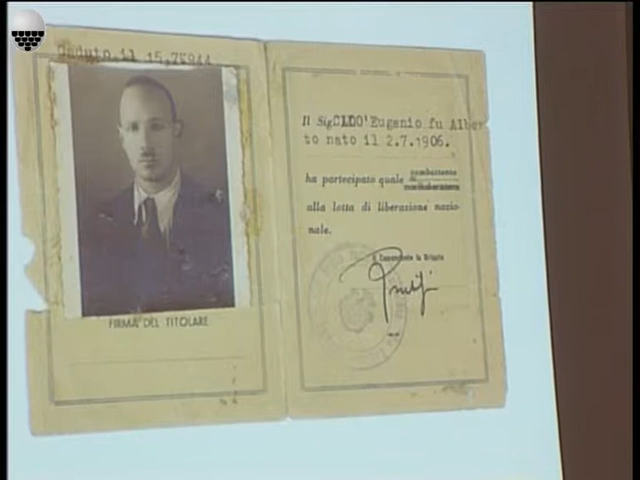 Caduto il 15.7.1944
FIRMA DEL TITOLARE
Il Sig. CLDO' Eugenio fu Alber
to nato il 2.7.1906.
ha partecipato quale combattente
alla lotta di liberazione nazio-
nale.
Il Comandante la Brigata